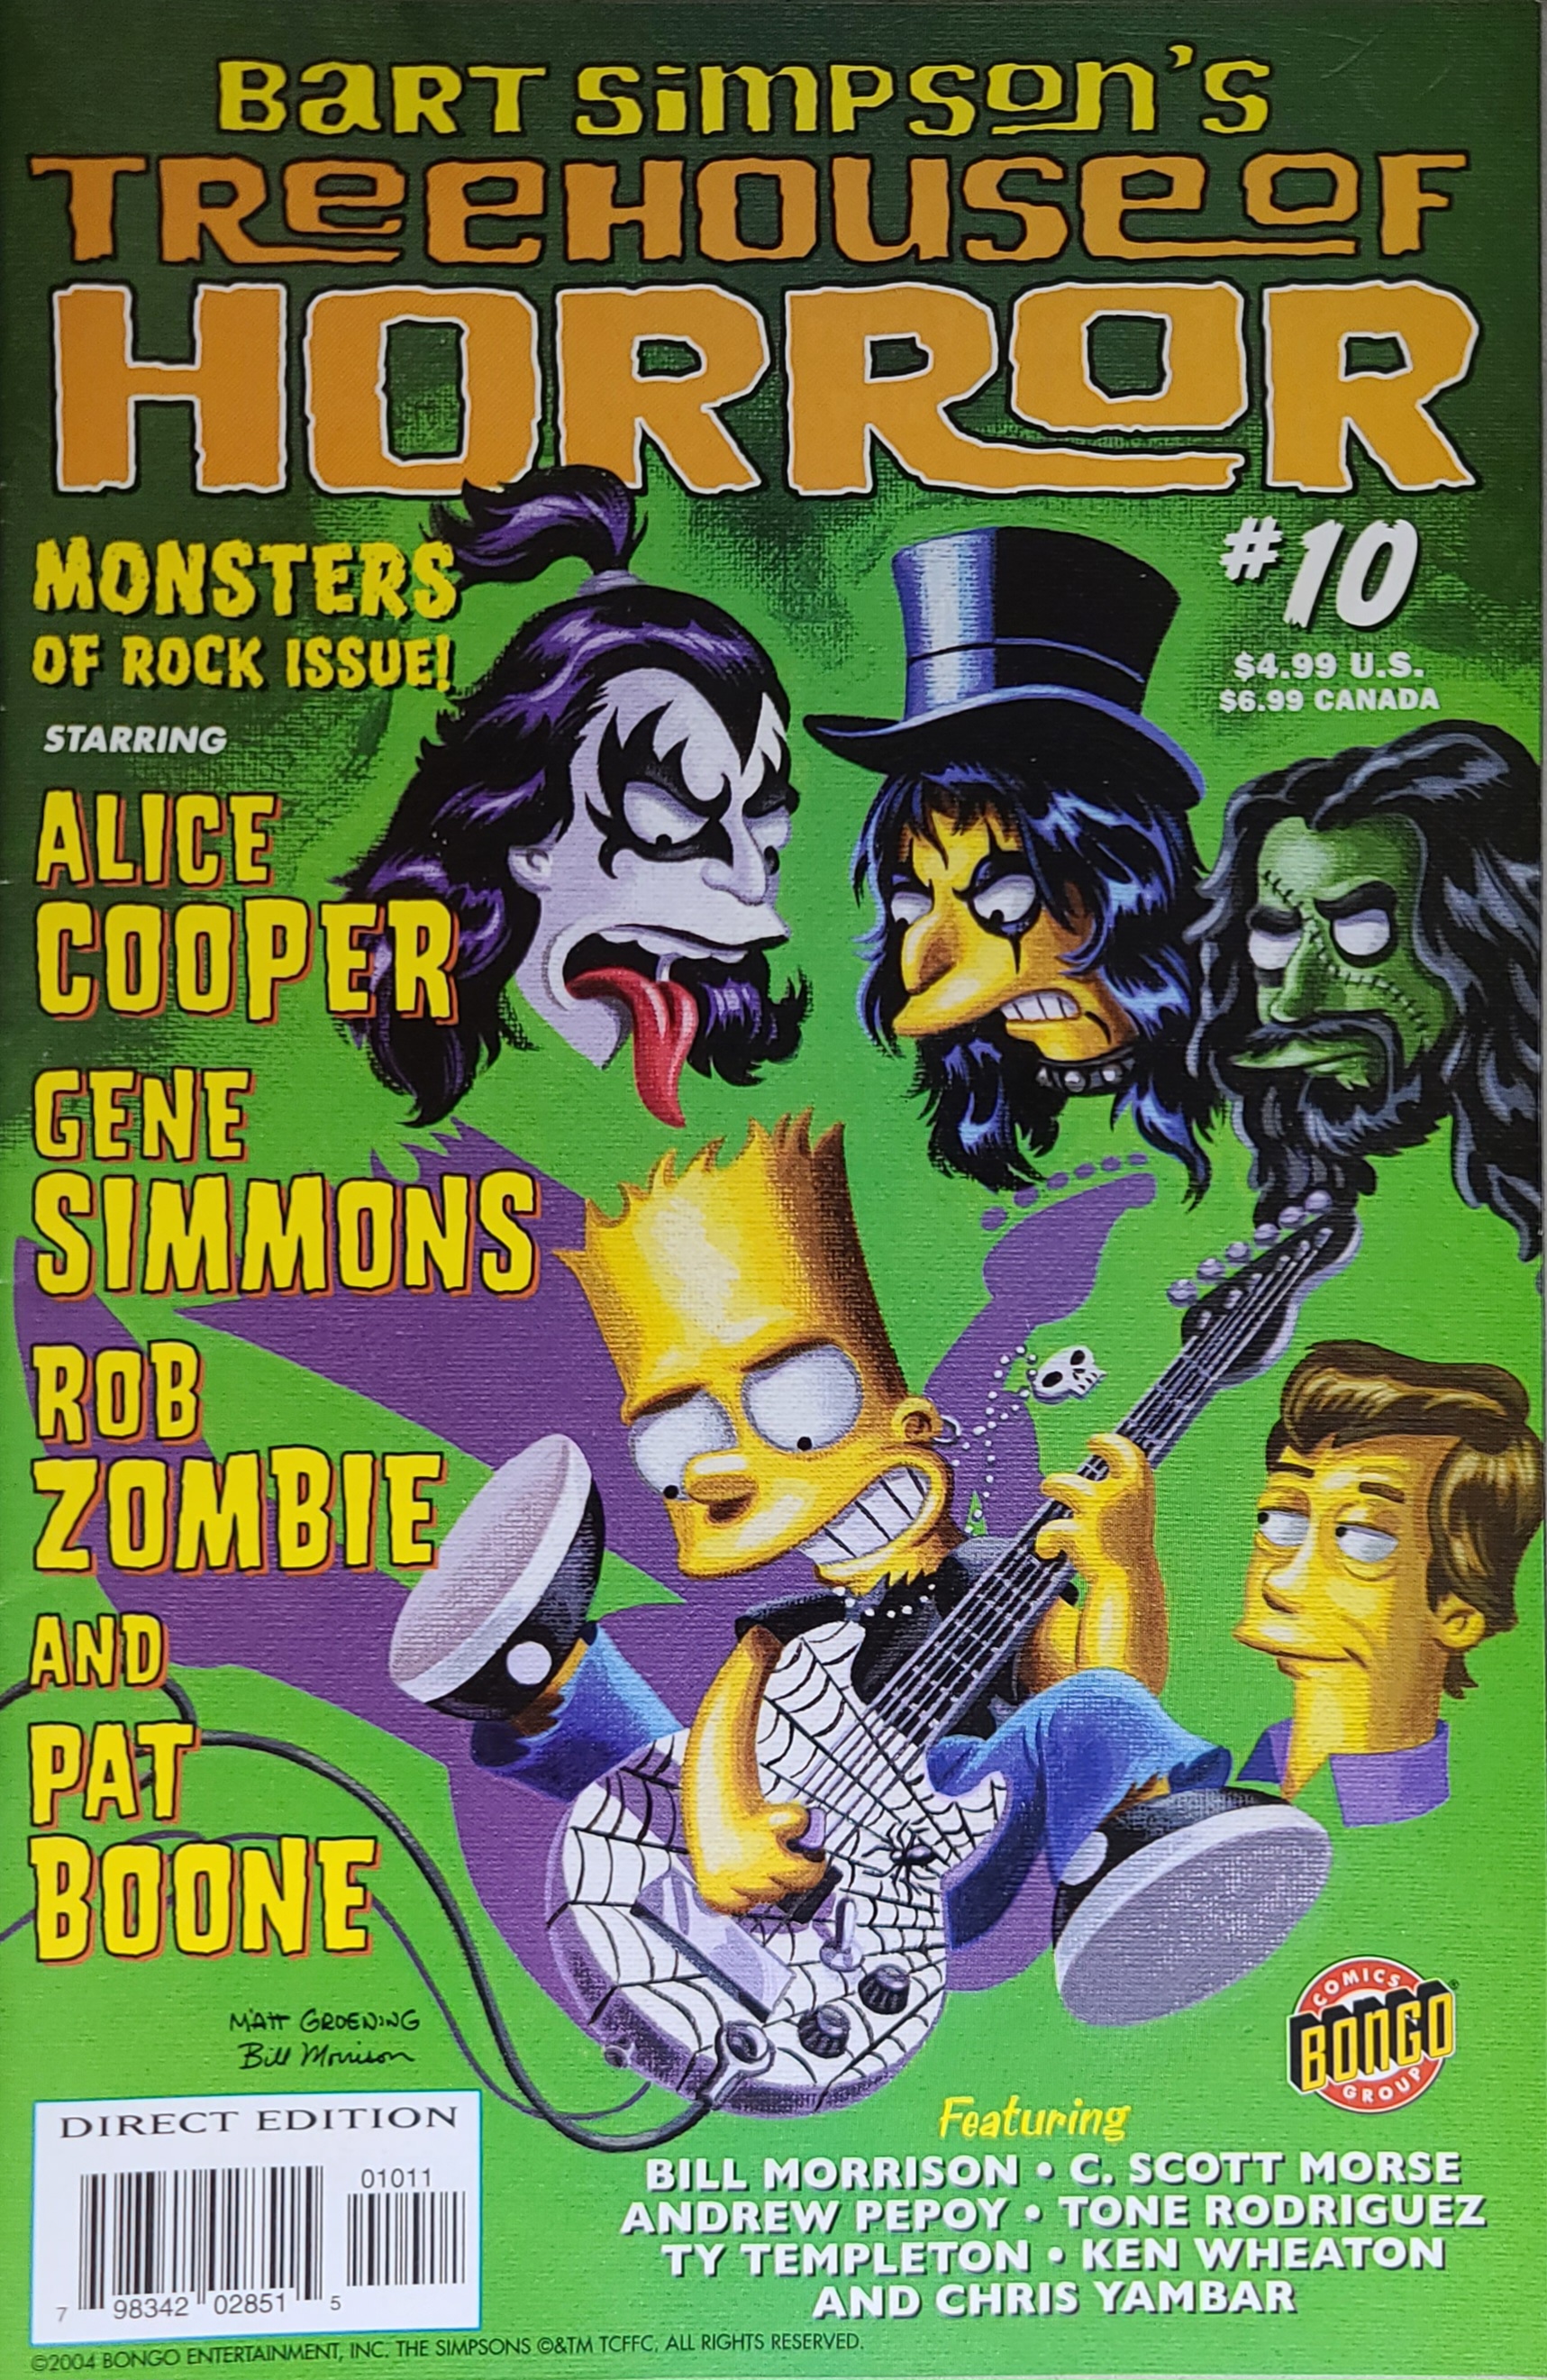 BART SIMPSON'S
TREEHOUSE OF
HORROR
MONSTERS
OF ROCK ISSUE!
#10
$4.99 U.S.
$6.99 CANADA
STARRING
ALICE
COOPER
GENE
SIMMONS
ROB
ZOMBIE
AND
PAT
BOONE
MATT GROENING
Bill Morrison
COMICS
BONGO
GROUP
DIRECT EDITION
01011
7 98342 02851 5
Featuring
BILL MORRISON • C. SCOTT MORSE
ANDREW PEPOY • TONE RODRIGUEZ
TY TEMPLETON • KEN WHEATON
AND CHRIS YAMBAR
©2004 BONGO ENTERTAINMENT, INC. THE SIMPSONS ©&TM TCFFC. ALL RIGHTS RESERVED.